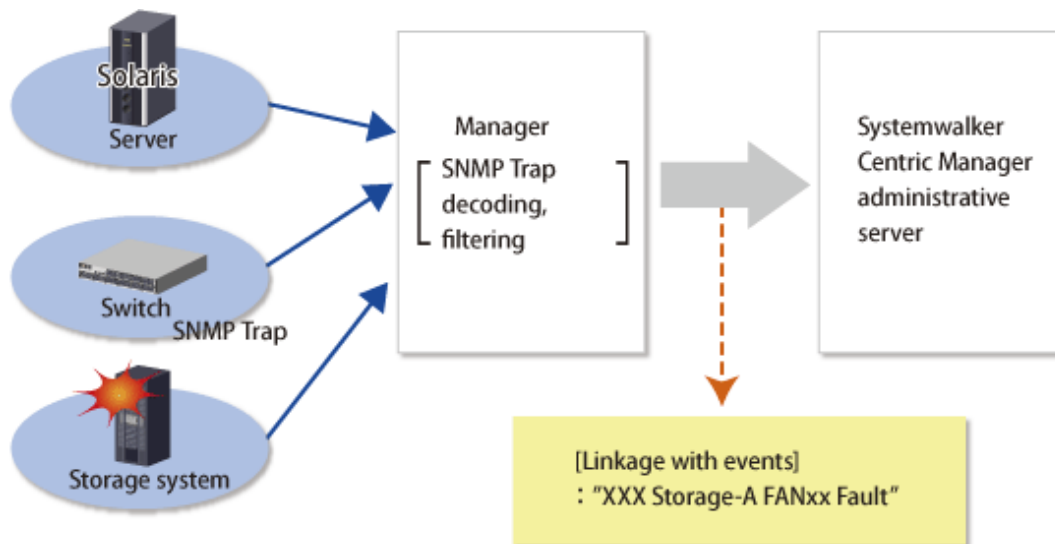 Solaris
Server
Switch
SNMP Trap
Storage system
Manager
SNMP Trap
decoding,
filtering
Systemwalker
Centric Manager
administrative
server
[Linkage with events]
: "XXX Storage-A FANxx Fault"